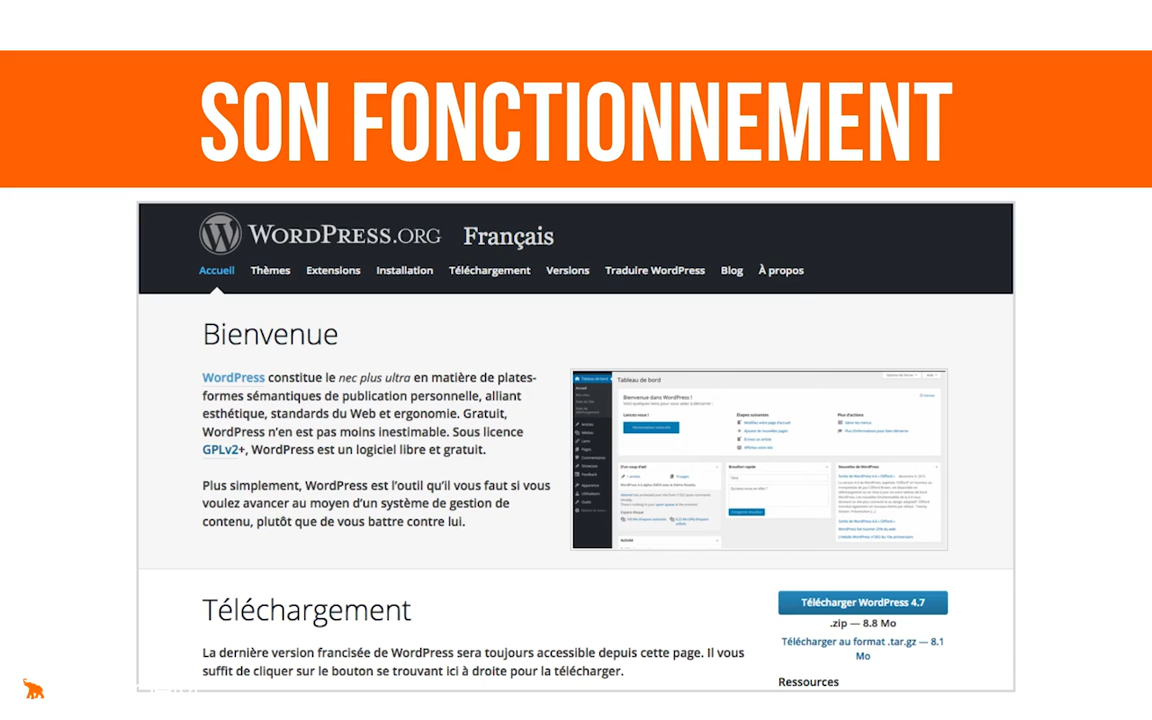 SON FONCTIONNEMENT
WORDPRESS.ORG Français
Accueil Thèmes Extensions Installation Téléchargement Versions Traduire WordPress Blog À propos
Bienvenue
WordPress constitue le nec plus ultra en matière de plates-
formes sémantiques de publication personnelle, alliant
esthétique, standards du Web et ergonomie. Gratuit,
WordPress n'en est pas moins inestimable. Sous licence
GPLv2+, WordPress est un logiciel libre et gratuit.
Plus simplement, WordPress est l'outil qu'il vous faut si vous
voulez avancer au moyen d'un système de gestion de
contenu, plutôt que de vous battre contre lui.
Tableau de bord
Bienvenue dans WordPress !
Étapes suivantes
Plus d'actions
Téléchargement
La dernière version francisée de WordPress sera toujours accessible depuis cette page. Il vous
suffit de cliquer sur le bouton se trouvant ici à droite pour la télécharger.
Télécharger WordPress 4.7
.zip — 8.8 Mo
Télécharger au format .tar.gz — 8.1
Mo
Ressources